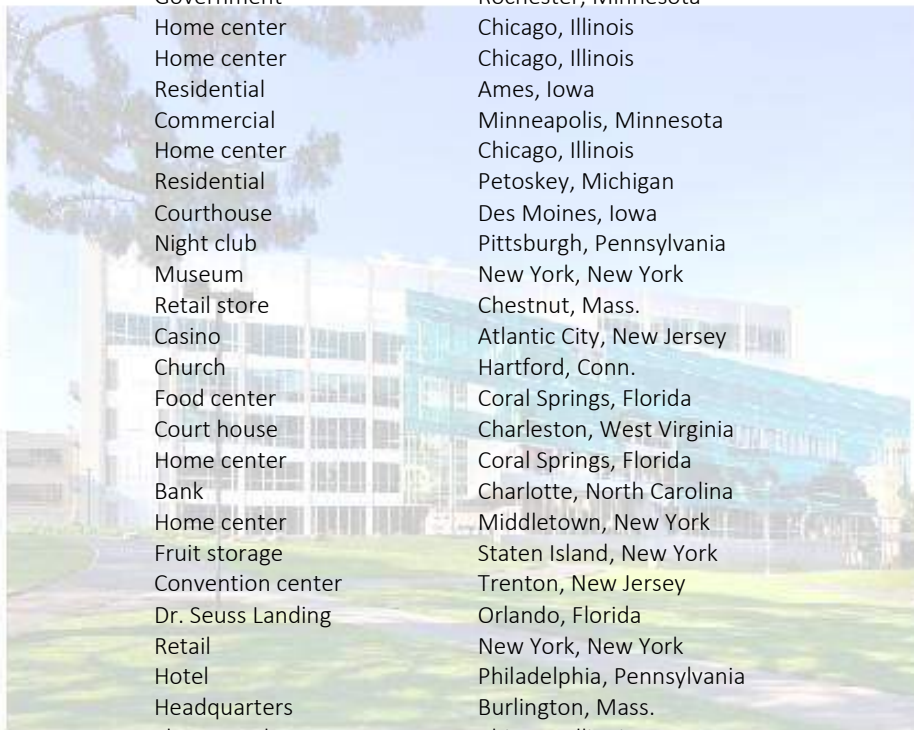 Government Rochester, Minnesota
Home center Chicago, Illinois
Home center Chicago, Illinois
Residential Ames, Iowa
Commercial Minneapolis, Minnesota
Home center Chicago, Illinois
Residential Petoskey, Michigan
Courthouse Des Moines, Iowa
Night club Pittsburgh, Pennsylvania
Museum New York, New York
Retail store Chestnut, Mass.
Casino Atlantic City, New Jersey
Church Hartford, Conn.
Food center Coral Springs, Florida
Court house Charleston, West Virginia
Home center Coral Springs, Florida
Bank Charlotte, North Carolina
Home center Middletown, New York
Fruit storage Staten Island, New York
Convention center Trenton, New Jersey
Dr. Seuss Landing Orlando, Florida
Retail New York, New York
Hotel Philadelphia, Pennsylvania
Headquarters Burlington, Mass.